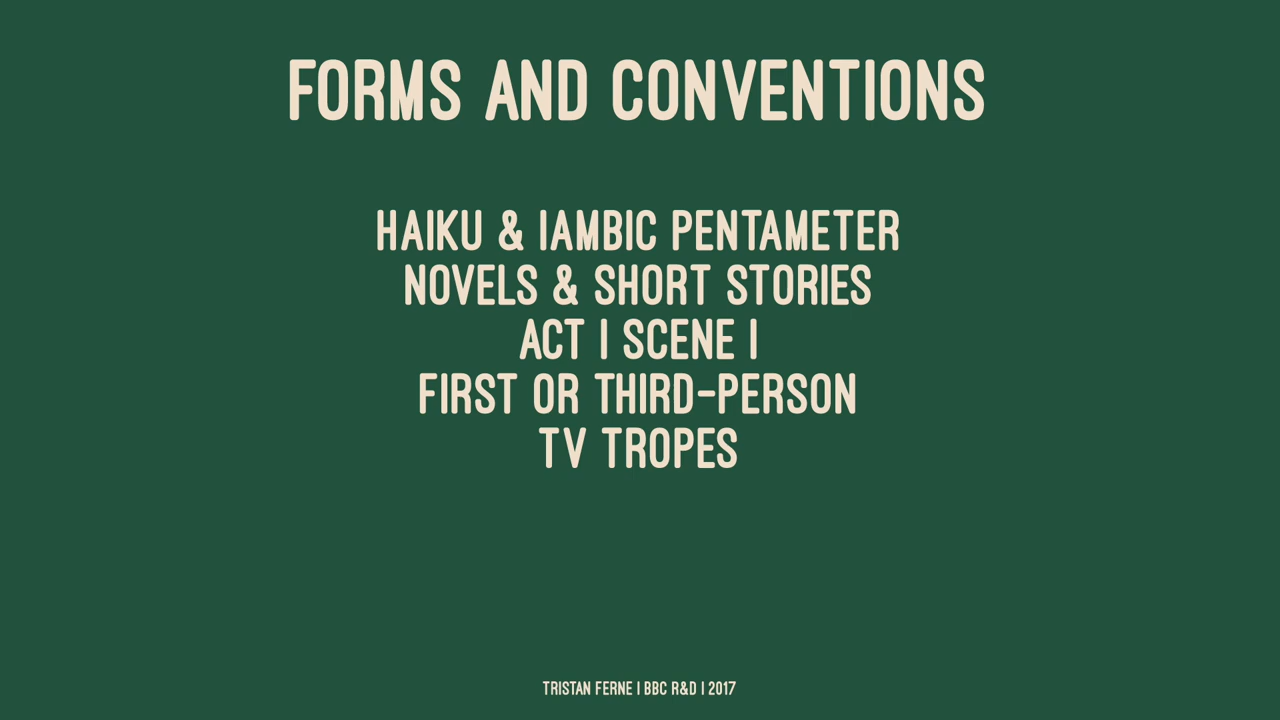 FORMS AND CONVENTIONS
HAIKU & IAMBIC PENTAMETER
NOVELS & SHORT STORIES
ACT I SCENE I
FIRST OR THIRD-PERSON
TV TROPES
TRISTAN FERNE | BBC R&D | 2017